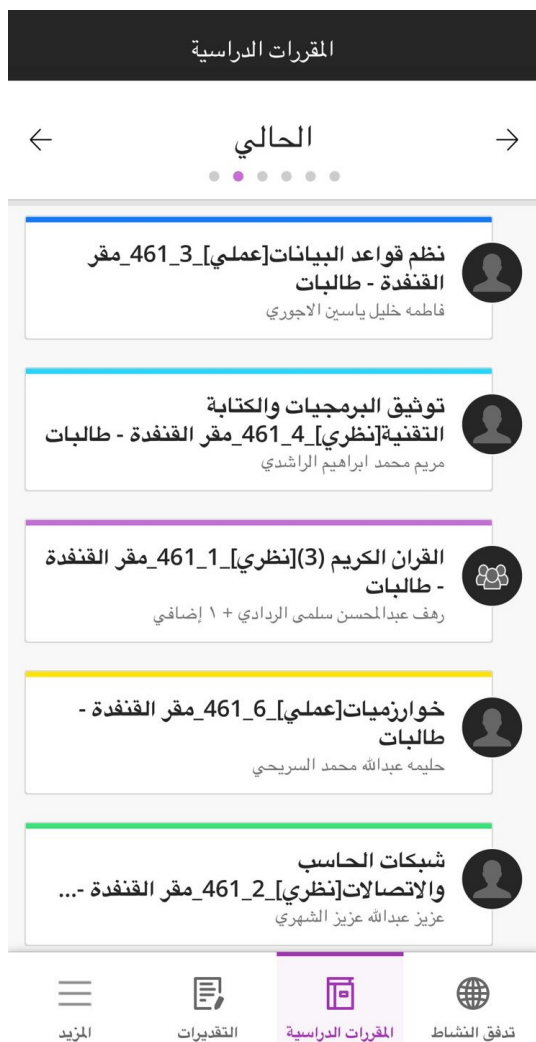 المقررات الدراسية
الحالي
نظم قواعد البيانات[عملي]_3_461_مقر
القنفدة - طالبات
فاطمه خليل ياسين الاجوري
توثيق البرمجيات والكتابة
التقنية[نظري]_4_461_مقر القنفدة - طالبات
مريم محمد ابراهيم الراشدي
القران الكريم (3)[نظري]_1_461_مقر القنفدة
- طالبات
رهف عبدالمحسن سلمى الردادي + ١ إضافي
خوارزميات[عملي]_6_461_مقر القنفدة -
طالبات
حليمه عبدالله محمد السريحي
شبكات الحاسب
والاتصالات[نظري]_2_461_مقر القنفدة -...
عزيز عبدالله عزيز الشهري
تدفق النشاط
المقررات الدراسية
التقديرات
المزيد